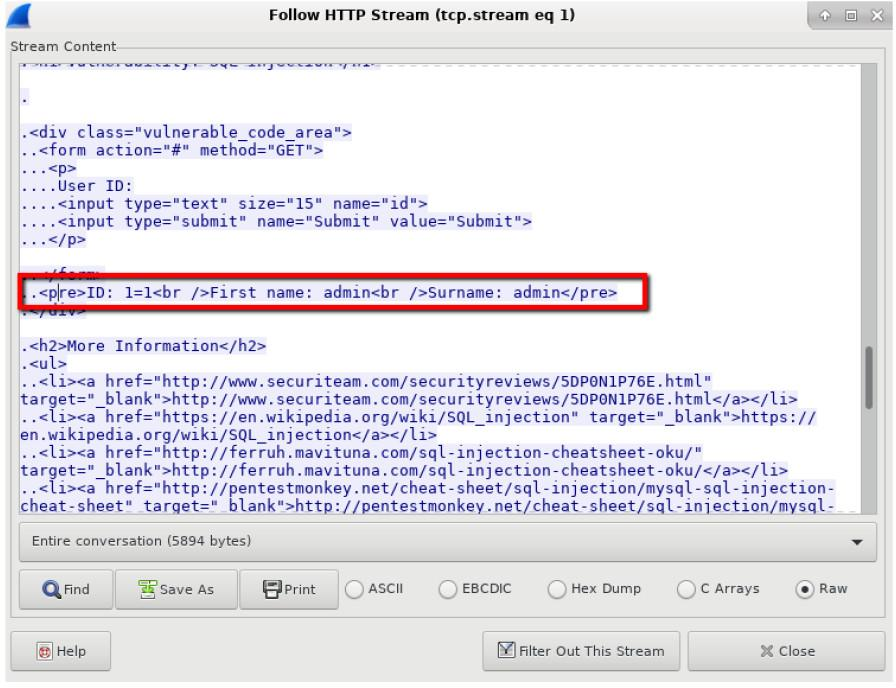 Follow HTTP Stream (tcp.stream eq 1)
Stream Content
.<h1>Vulnerability: SQL Injection</h1>
.
.<div class="vulnerable_code_area">
..<form action="#" method="GET">
...<p>
....User ID:
....<input type="text" size="15" name="id">
....<input type="submit" name="Submit" value="Submit">
...</p>
..</form>
..<pre>ID: 1=1<br />First name: admin<br />Surname: admin</pre>
.</div>
.<h2>More Information</h2>
.<ul>
..<li><a href="http://www.securiteam.com/securityreviews/5DP0N1P76E.html"
target="_blank">http://www.securiteam.com/securityreviews/5DP0N1P76E.html</a></li>
..<li><a href="https://en.wikipedia.org/wiki/SQL_injection" target="_blank">https://
en.wikipedia.org/wiki/SQL_injection</a></li>
..<li><a href="http://ferruh.mavituna.com/sql-injection-cheatsheet-oku/"
target="_blank">http://ferruh.mavituna.com/sql-injection-cheatsheet-oku/</a></li>
..<li><a href="http://pentestmonkey.net/cheat-sheet/sql-injection/mysql-sql-injection-
cheat-sheet" target="_blank">http://pentestmonkey.net/cheat-sheet/sql-injection/mysql-
Entire conversation (5894 bytes)
Find Save As Print ASCII EBCDIC Hex Dump C Arrays Raw
Help Filter Out This Stream Close